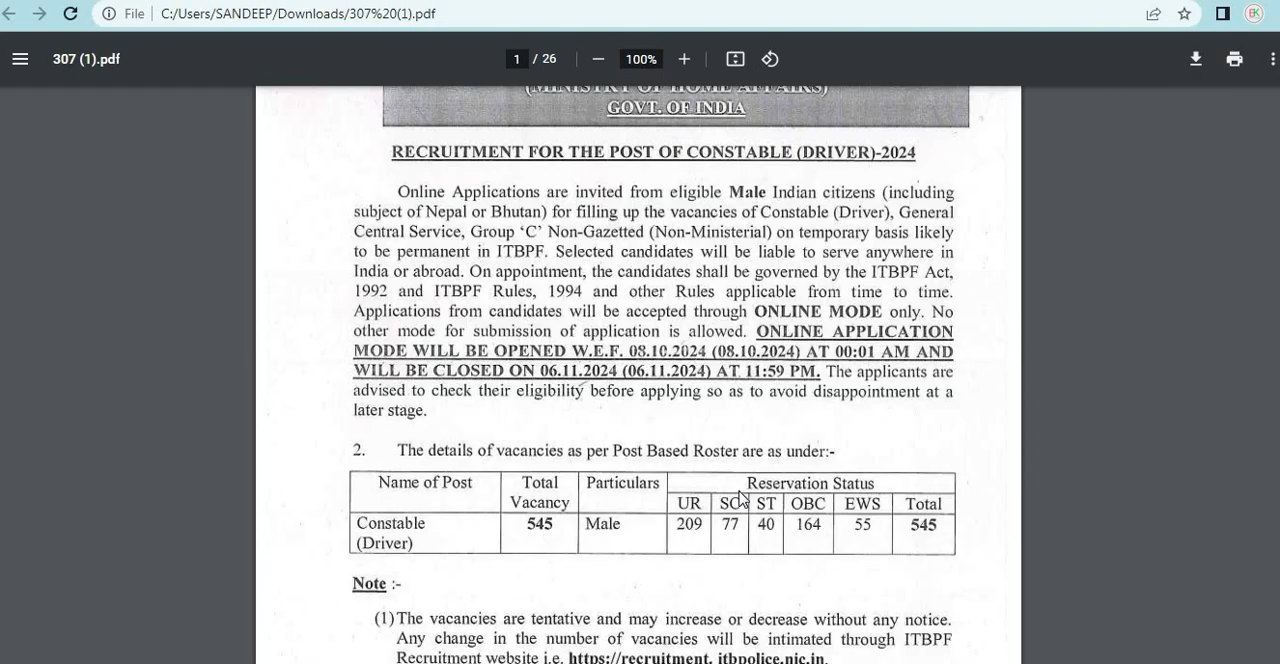 File C:/Users/SANDEEP/Downloads/307%20(1).pdf
307 (1).pdf 1 / 26 100%
(MINISTRY OF HOME AFFAIRS)
GOVT. OF INDIA
RECRUITMENT FOR THE POST OF CONSTABLE (DRIVER)-2024
Online Applications are invited from eligible Male Indian citizens (including
subject of Nepal or Bhutan) for filling up the vacancies of Constable (Driver), General
Central Service, Group ‘C’ Non-Gazetted (Non-Ministerial) on temporary basis likely
to be permanent in ITBPF. Selected candidates will be liable to serve anywhere in
India or abroad. On appointment, the candidates shall be governed by the ITBPF Act,
1992 and ITBPF Rules, 1994 and other Rules applicable from time to time.
Applications from candidates will be accepted through ONLINE MODE only. No
other mode for submission of application is allowed. ONLINE APPLICATION
MODE WILL BE OPENED W.E.F. 08.10.2024 (08.10.2024) AT 00:01 AM AND
WILL BE CLOSED ON 06.11.2024 (06.11.2024) AT 11:59 PM. The applicants are
advised to check their eligibility before applying so as to avoid disappointment at a
later stage.
2. The details of vacancies as per Post Based Roster are as under:-
Name of Post Total Particulars Reservation Status
Vacancy UR SC ST OBC EWS Total
Constable 545 Male 209 77 40 164 55 545
(Driver)
Note :-
(1) The vacancies are tentative and may increase or decrease without any notice.
Any change in the number of vacancies will be intimated through ITBPF
Recruitment website i.e. https://recruitment. itbpolice.nic.in.